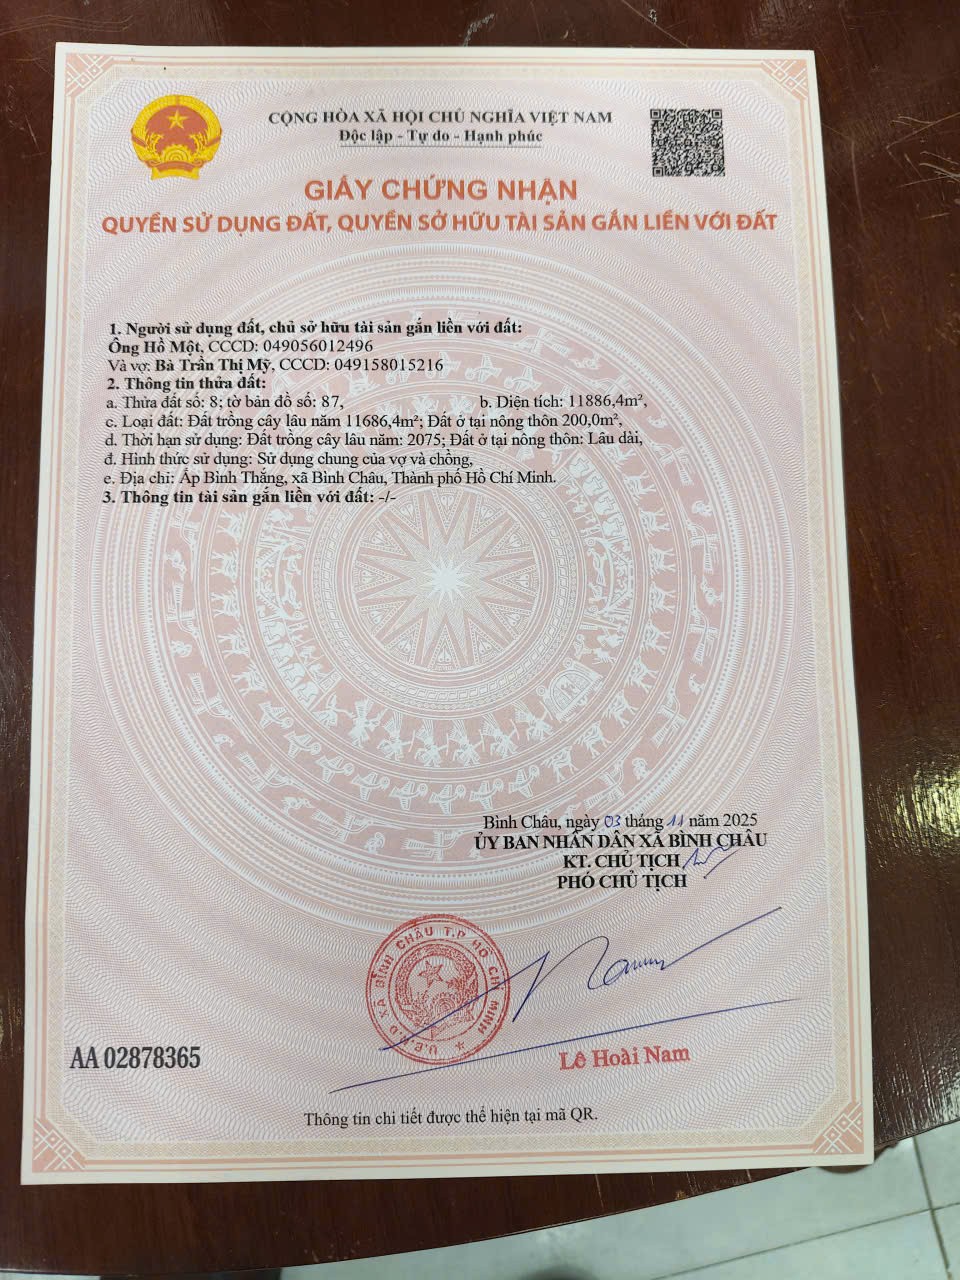 CỘNG HÒA XÃ HỘI CHỦ NGHĨA VIỆT NAM
Độc lập - Tự do - Hạnh phúc
GIẤY CHỨNG NHẬN
QUYỀN SỬ DỤNG ĐẤT, QUYỀN SỞ HỮU TÀI SẢN GẮN LIỀN VỚI ĐẤT
1. Người sử dụng đất, chủ sở hữu tài sản gắn liền với đất:
Ông Hồ Một, CCCD: 049056012496
Và vợ: Bà Trần Thị Mỹ, CCCD: 049158015216
2. Thông tin thửa đất:
a. Thửa đất số: 8; tờ bản đồ số: 87, b. Diện tích: 11886,4m²,
c. Loại đất: Đất trồng cây lâu năm 11686,4m²; Đất ở tại nông thôn 200,0m²,
d. Thời hạn sử dụng: Đất trồng cây lâu năm: 2075; Đất ở tại nông thôn: Lâu dài,
đ. Hình thức sử dụng: Sử dụng chung của vợ và chồng,
e. Địa chỉ: Ấp Bình Thắng, xã Bình Châu, Thành phố Hồ Chí Minh.
3. Thông tin tài sản gắn liền với đất: -/-
Bình Châu, ngày 03 tháng 11 năm 2025
ỦY BAN NHÂN DÂN XÃ BÌNH CHÂU
KT. CHỦ TỊCH
PHÓ CHỦ TỊCH
U.B.N.D XÃ BÌNH CHÂU T.P HỒ CHÍ MINH
Lê Hoài Nam
AA 02878365
Thông tin chi tiết được thể hiện tại mã QR.